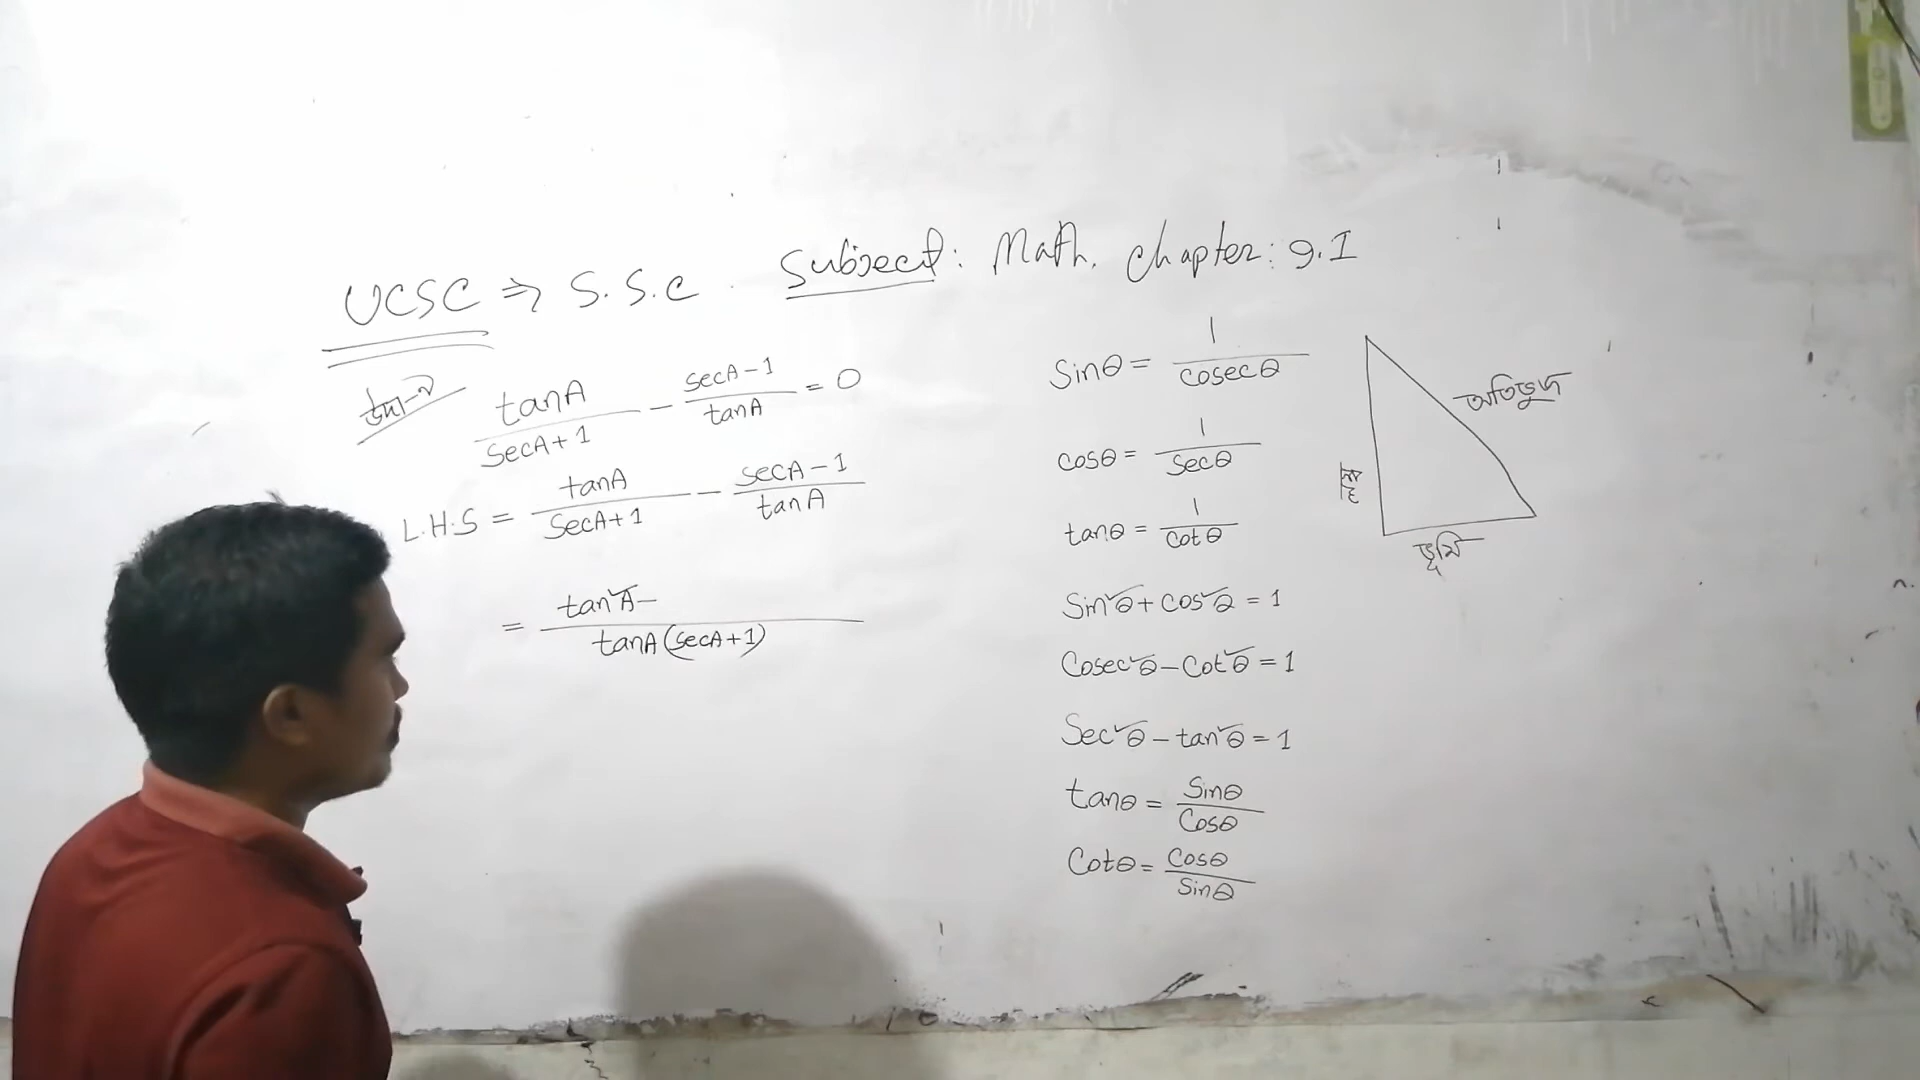 UCSC ⇒ S.S.C. Subject: Math, Chapter: 9.1
উদা-২
tanA/(secA+1) − (secA−1)/tanA = 0
L.H.S = tanA/(secA+1) − (secA−1)/tanA
= (tan²A−)/(tanA(secA+1))
Sinθ = 1/cosecθ
cosθ = 1/secθ
tanθ = 1/cotθ
Sin²θ + cos²θ = 1
Cosec²θ − Cot²θ = 1
Sec²θ − tan²θ = 1
tanθ = Sinθ/Cosθ
Cotθ = Cosθ/Sinθ
অতিভুজ
লম্ব
ভূমি